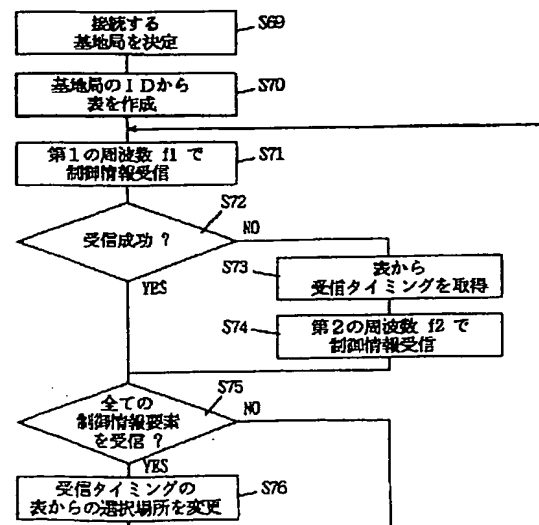 接続する
基地局を決定
S69
基地局のIDから
表を作成
S70
第1の周波数 f1 で
制御情報受信
S71
受信成功 ?
S72
NO
YES
S73
表から
受信タイミングを取得
S74
第2の周波数 f2 で
制御情報受信
全ての
制御情報要素
を受信 ?
S75
NO
YES
受信タイミングの
表からの選択場所を変更
S76